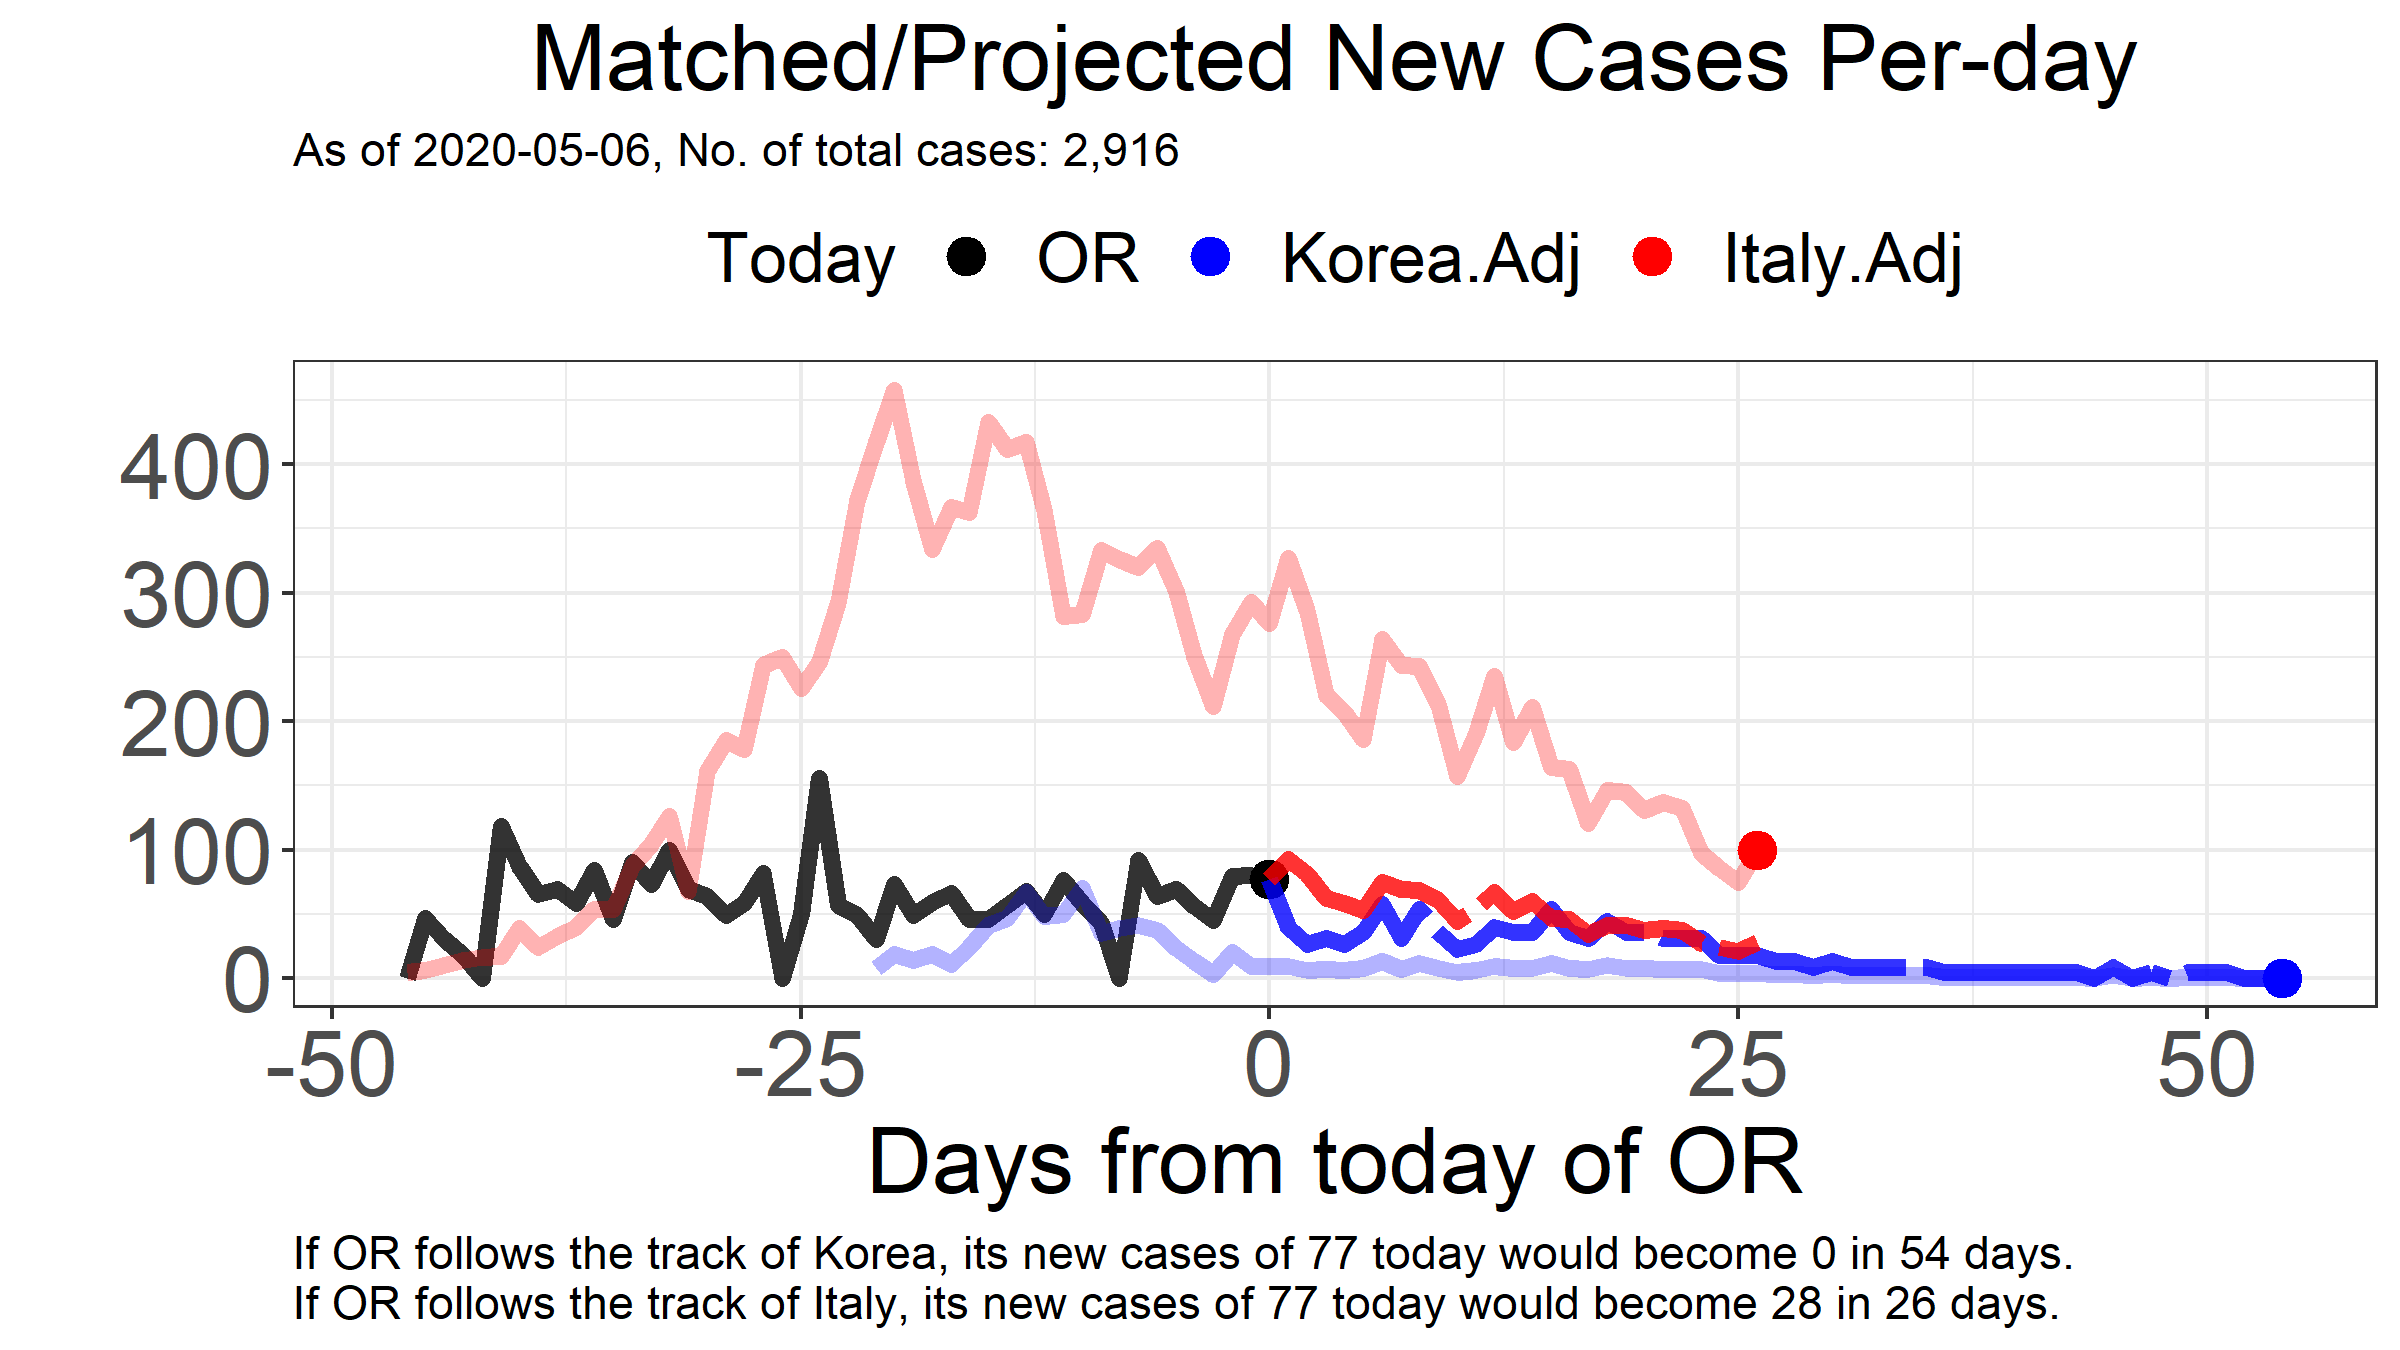 Matched/Projected New Cases Per-day
As of 2020-05-06, No. of total cases: 2,916
Today OR Korea.Adj Italy.Adj
400
300
200
100
0
-50 -25 0 25 50
Days from today of OR
If OR follows the track of Korea, its new cases of 77 today would become 0 in 54 days.
If OR follows the track of Italy, its new cases of 77 today would become 28 in 26 days.